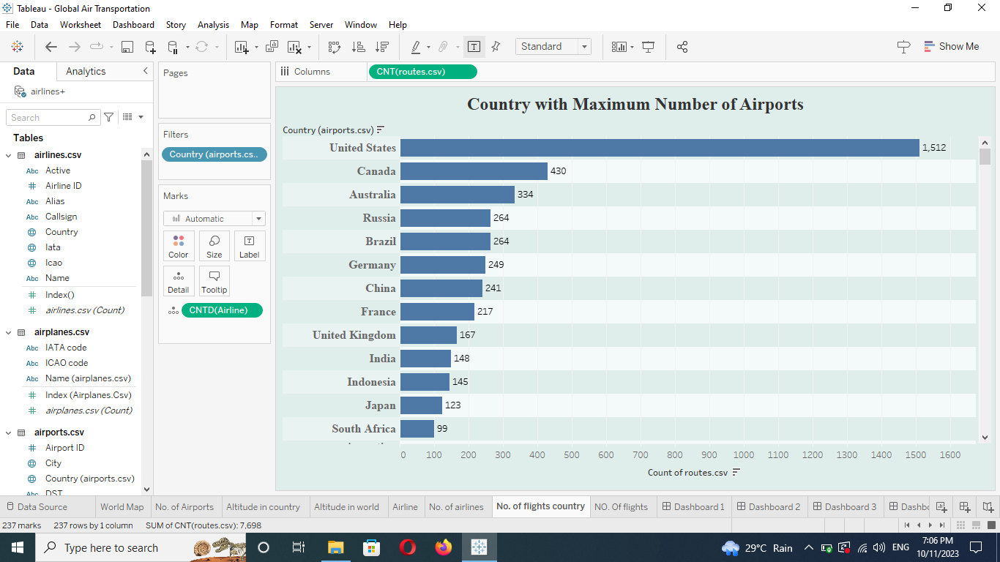 Tableau - Global Air Transportation
File Data Worksheet Dashboard Story Analysis Map Format Server Window Help
Standard
Show Me
Data Analytics
airlines+
Search
Tables
airlines.csv
Abc Active
Airline ID
Abc Alias
Abc Callsign
Country
Iata
Icao
Abc Name
Index()
airlines.csv (Count)
airplanes.csv
Abc IATA code
Abc ICAO code
Abc Name (airplanes.csv)
Index (Airplanes.Csv)
airplanes.csv (Count)
airports.csv
Airport ID
City
Country (airports.csv)
Abc DST
Pages
Filters
Country (airports.cs..
Marks
Automatic
Color Size Label
Detail Tooltip
CNTD(Airline)
Columns CNT(routes.csv)
Country with Maximum Number of Airports
Country (airports.csv)
United States 1,512
Canada 430
Australia 334
Russia 264
Brazil 264
Germany 249
China 241
France 217
United Kingdom 167
India 148
Indonesia 145
Japan 123
South Africa 99
0 100 200 300 400 500 600 700 800 900 1000 1100 1200 1300 1400 1500 1600
Count of routes.csv
Data Source World Map No. of Airports Altitude in country Altitude in world Airline No. of airlines No. of flights country NO. Of flights Dashboard 1 Dashboard 2 Dashboard 3 Dashbo
237 marks 237 rows by 1 column SUM of CNT(routes.csv): 7,698
Type here to search
29°C Rain
ENG
7:06 PM
10/11/2023